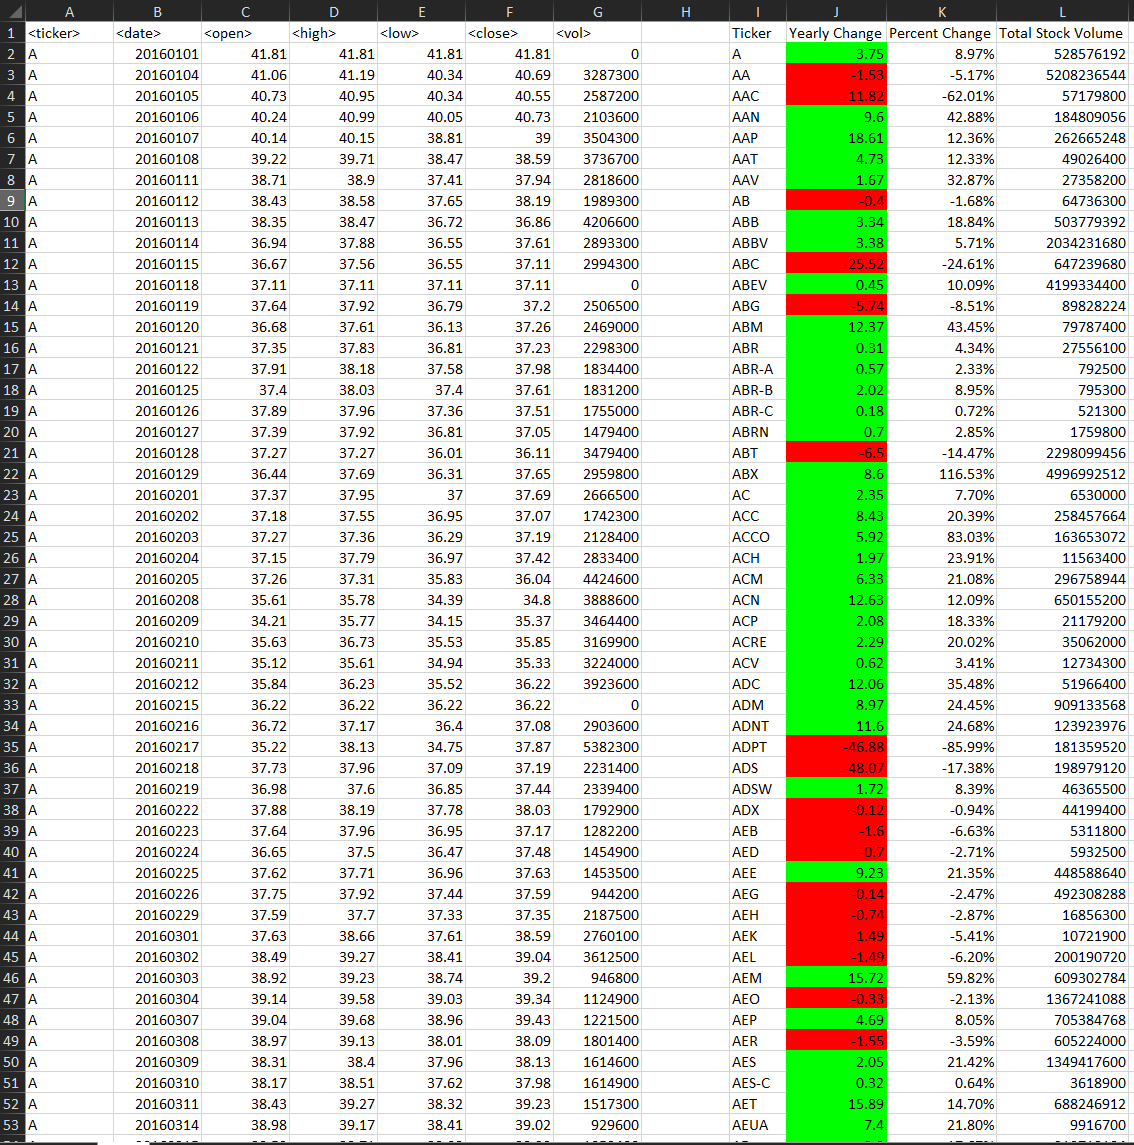 A B C D E F G H I J K L
1 <ticker> <date> <open> <high> <low> <close> <vol> Ticker Yearly Change Percent Change Total Stock Volume
2 A 20160101 41.81 41.81 41.81 41.81 0 A 3.75 8.97% 528576192
3 A 20160104 41.06 41.19 40.34 40.69 3287300 AA -1.53 -5.17% 5208236544
4 A 20160105 40.73 40.95 40.34 40.55 2587200 AAC -11.82 -62.01% 57179800
5 A 20160106 40.24 40.99 40.05 40.73 2103600 AAN 9.6 42.88% 184809056
6 A 20160107 40.14 40.15 38.81 39 3504300 AAP 18.61 12.36% 262665248
7 A 20160108 39.22 39.71 38.47 38.59 3736700 AAT 4.73 12.33% 49026400
8 A 20160111 38.71 38.9 37.41 37.94 2818600 AAV 1.67 32.87% 27358200
9 A 20160112 38.43 38.58 37.65 38.19 1989300 AB -0.4 -1.68% 64736300
10 A 20160113 38.35 38.47 36.72 36.86 4206600 ABB 3.34 18.84% 503779392
11 A 20160114 36.94 37.88 36.55 37.61 2893300 ABBV 3.38 5.71% 2034231680
12 A 20160115 36.67 37.56 36.55 37.11 2994300 ABC -25.52 -24.61% 647239680
13 A 20160118 37.11 37.11 37.11 37.11 0 ABEV 0.45 10.09% 4199334400
14 A 20160119 37.64 37.92 36.79 37.2 2506500 ABG -5.74 -8.51% 89828224
15 A 20160120 36.68 37.61 36.13 37.26 2469000 ABM 12.37 43.45% 79787400
16 A 20160121 37.35 37.83 36.81 37.23 2298300 ABR 0.31 4.34% 27556100
17 A 20160122 37.91 38.18 37.58 37.98 1834400 ABR-A 0.57 2.33% 792500
18 A 20160125 37.4 38.03 37.4 37.61 1831200 ABR-B 2.02 8.95% 795300
19 A 20160126 37.89 37.96 37.36 37.51 1755000 ABR-C 0.18 0.72% 521300
20 A 20160127 37.39 37.92 36.81 37.05 1479400 ABRN 0.7 2.85% 1759800
21 A 20160128 37.27 37.27 36.01 36.11 3479400 ABT -6.5 -14.47% 2298099456
22 A 20160129 36.44 37.69 36.31 37.65 2959800 ABX 8.6 116.53% 4996992512
23 A 20160201 37.37 37.95 37 37.69 2666500 AC 2.35 7.70% 6530000
24 A 20160202 37.18 37.55 36.95 37.07 1742300 ACC 8.43 20.39% 258457664
25 A 20160203 37.27 37.36 36.29 37.19 2128400 ACCO 5.92 83.03% 163653072
26 A 20160204 37.15 37.79 36.97 37.42 2833400 ACH 1.97 23.91% 11563400
27 A 20160205 37.26 37.31 35.83 36.04 4424600 ACM 6.33 21.08% 296758944
28 A 20160208 35.61 35.78 34.39 34.8 3888600 ACN 12.63 12.09% 650155200
29 A 20160209 34.21 35.77 34.15 35.37 3464400 ACP 2.08 18.33% 21179200
30 A 20160210 35.63 36.73 35.53 35.85 3169900 ACRE 2.29 20.02% 35062000
31 A 20160211 35.12 35.61 34.94 35.33 3224000 ACV 0.62 3.41% 12734300
32 A 20160212 35.84 36.23 35.52 36.22 3923600 ADC 12.06 35.48% 51966400
33 A 20160215 36.22 36.22 36.22 36.22 0 ADM 8.97 24.45% 909133568
34 A 20160216 36.72 37.17 36.4 37.08 2903600 ADNT 11.6 24.68% 123923976
35 A 20160217 35.22 38.13 34.75 37.87 5382300 ADPT -46.88 -85.99% 181359520
36 A 20160218 37.73 37.96 37.09 37.19 2231400 ADS -48.07 -17.38% 198979120
37 A 20160219 36.98 37.6 36.85 37.44 2339400 ADSW 1.72 8.39% 46365500
38 A 20160222 37.88 38.19 37.78 38.03 1792900 ADX -0.12 -0.94% 44199400
39 A 20160223 37.64 37.96 36.95 37.17 1282200 AEB -1.6 -6.63% 5311800
40 A 20160224 36.65 37.5 36.47 37.48 1454900 AED -0.7 -2.71% 5932500
41 A 20160225 37.62 37.71 36.96 37.63 1453500 AEE 9.23 21.35% 448588640
42 A 20160226 37.75 37.92 37.44 37.59 944200 AEG -0.14 -2.47% 492308288
43 A 20160229 37.59 37.7 37.33 37.35 2187500 AEH -0.74 -2.87% 16856300
44 A 20160301 37.63 38.66 37.61 38.59 2760100 AEK -1.49 -5.41% 10721900
45 A 20160302 38.49 39.27 38.41 39.04 3612500 AEL -1.49 -6.20% 200190720
46 A 20160303 38.92 39.23 38.74 39.2 946800 AEM 15.72 59.82% 609302784
47 A 20160304 39.14 39.58 39.03 39.34 1124900 AEO -0.33 -2.13% 1367241088
48 A 20160307 39.04 39.68 38.96 39.43 1221500 AEP 4.69 8.05% 705384768
49 A 20160308 38.97 39.13 38.01 38.09 1801400 AER -1.55 -3.59% 605224000
50 A 20160309 38.31 38.4 37.96 38.13 1614600 AES 2.05 21.42% 1349417600
51 A 20160310 38.17 38.51 37.62 37.98 1614900 AES-C 0.32 0.64% 3618900
52 A 20160311 38.43 39.27 38.32 39.23 1517300 AET 15.89 14.70% 688246912
53 A 20160314 38.98 39.02 38.41 39.17 929600 AEUA 7.4 21.80% 9916700